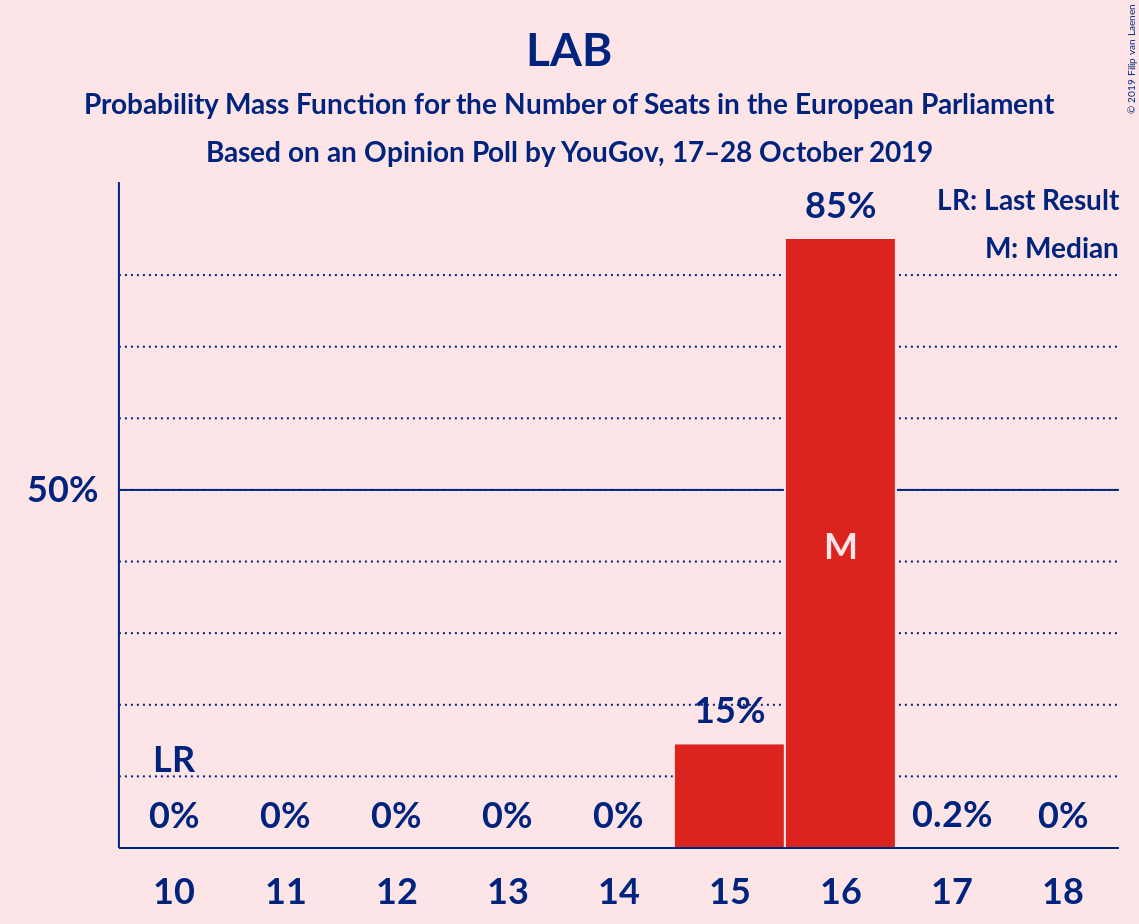 LAB
Probability Mass Function for the Number of Seats in the European Parliament
Based on an Opinion Poll by YouGov, 17–28 October 2019
© 2019 Filip van Laenen
LR: Last Result
M: Median
85%
50%
M
15%
LR
0% 0% 0% 0% 0% 0.2% 0%
10 11 12 13 14 15 16 17 18